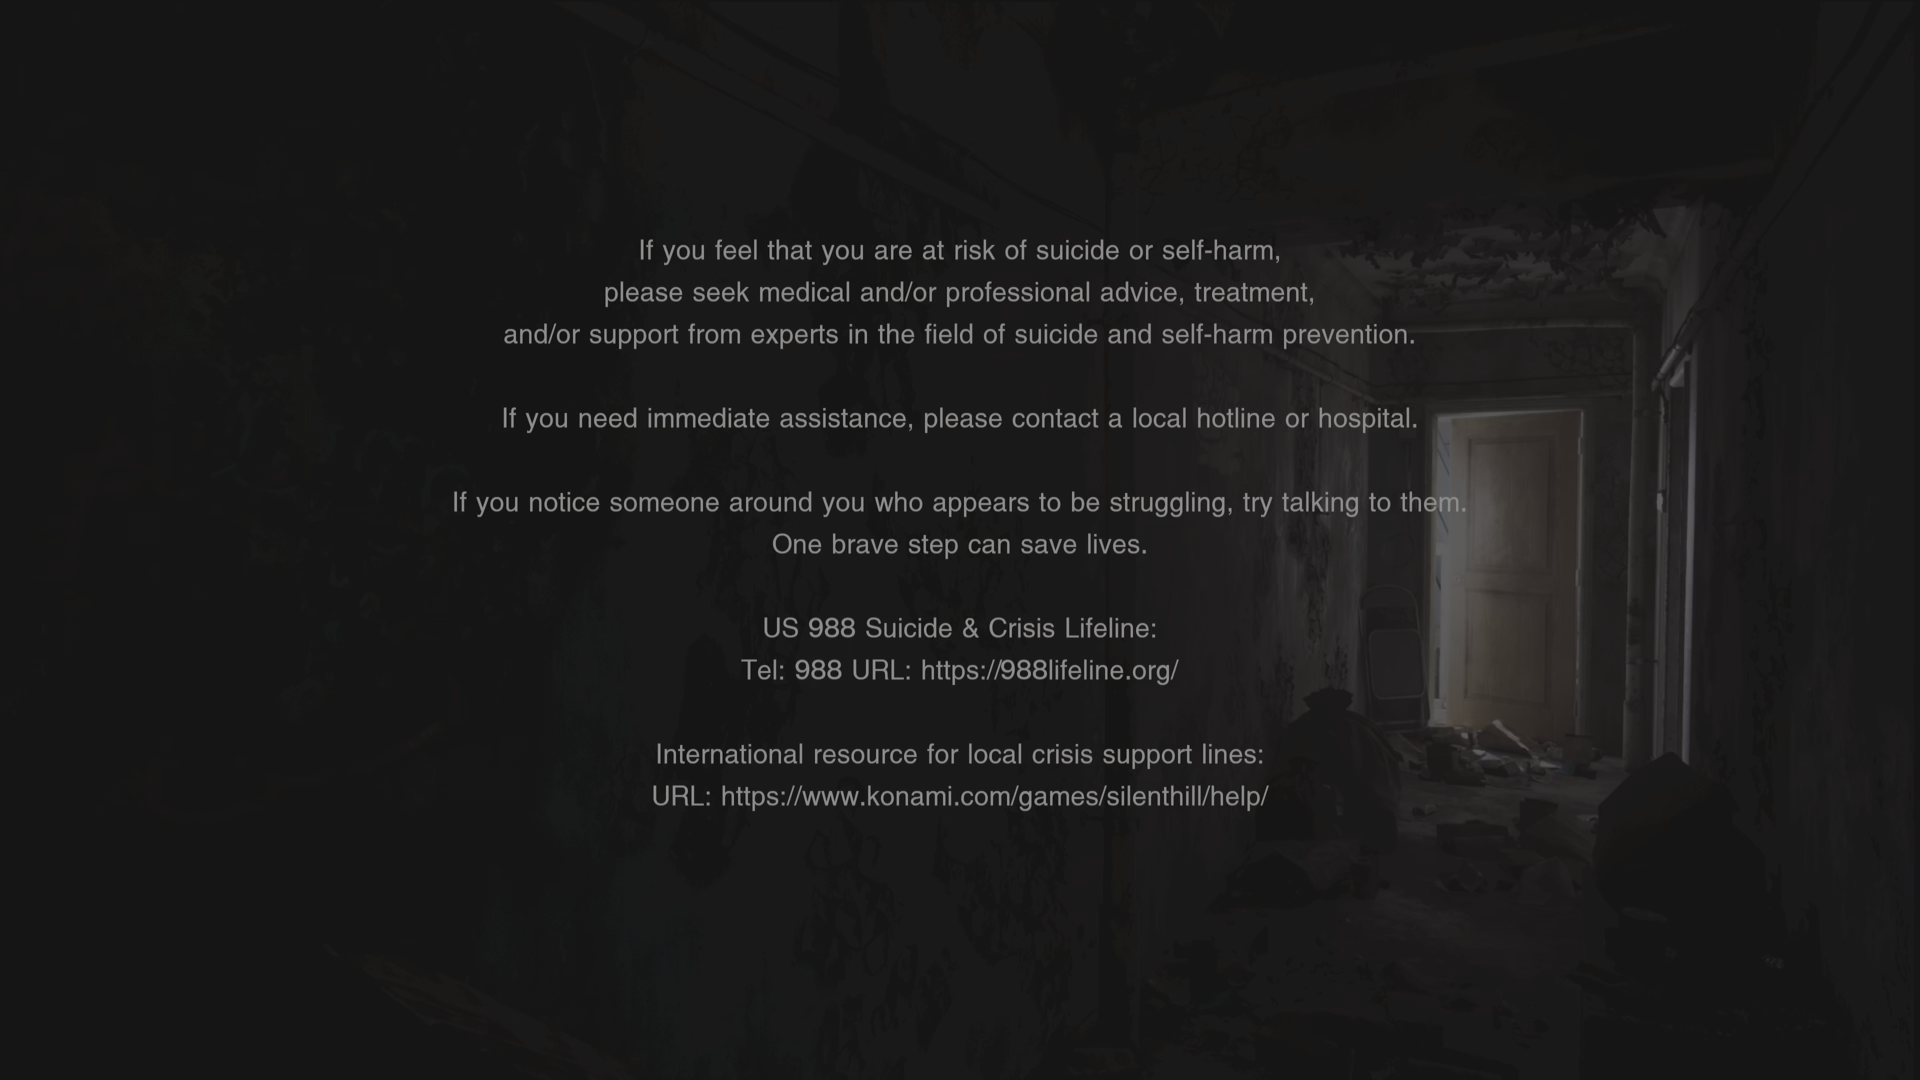 If you feel that you are at risk of suicide or self-harm,
please seek medical and/or professional advice, treatment,
and/or support from experts in the field of suicide and self-harm prevention.
If you need immediate assistance, please contact a local hotline or hospital.
If you notice someone around you who appears to be struggling, try talking to them.
One brave step can save lives.
US 988 Suicide & Crisis Lifeline:
Tel: 988 URL: https://988lifeline.org/
International resource for local crisis support lines:
URL: https://www.konami.com/games/silenthill/help/